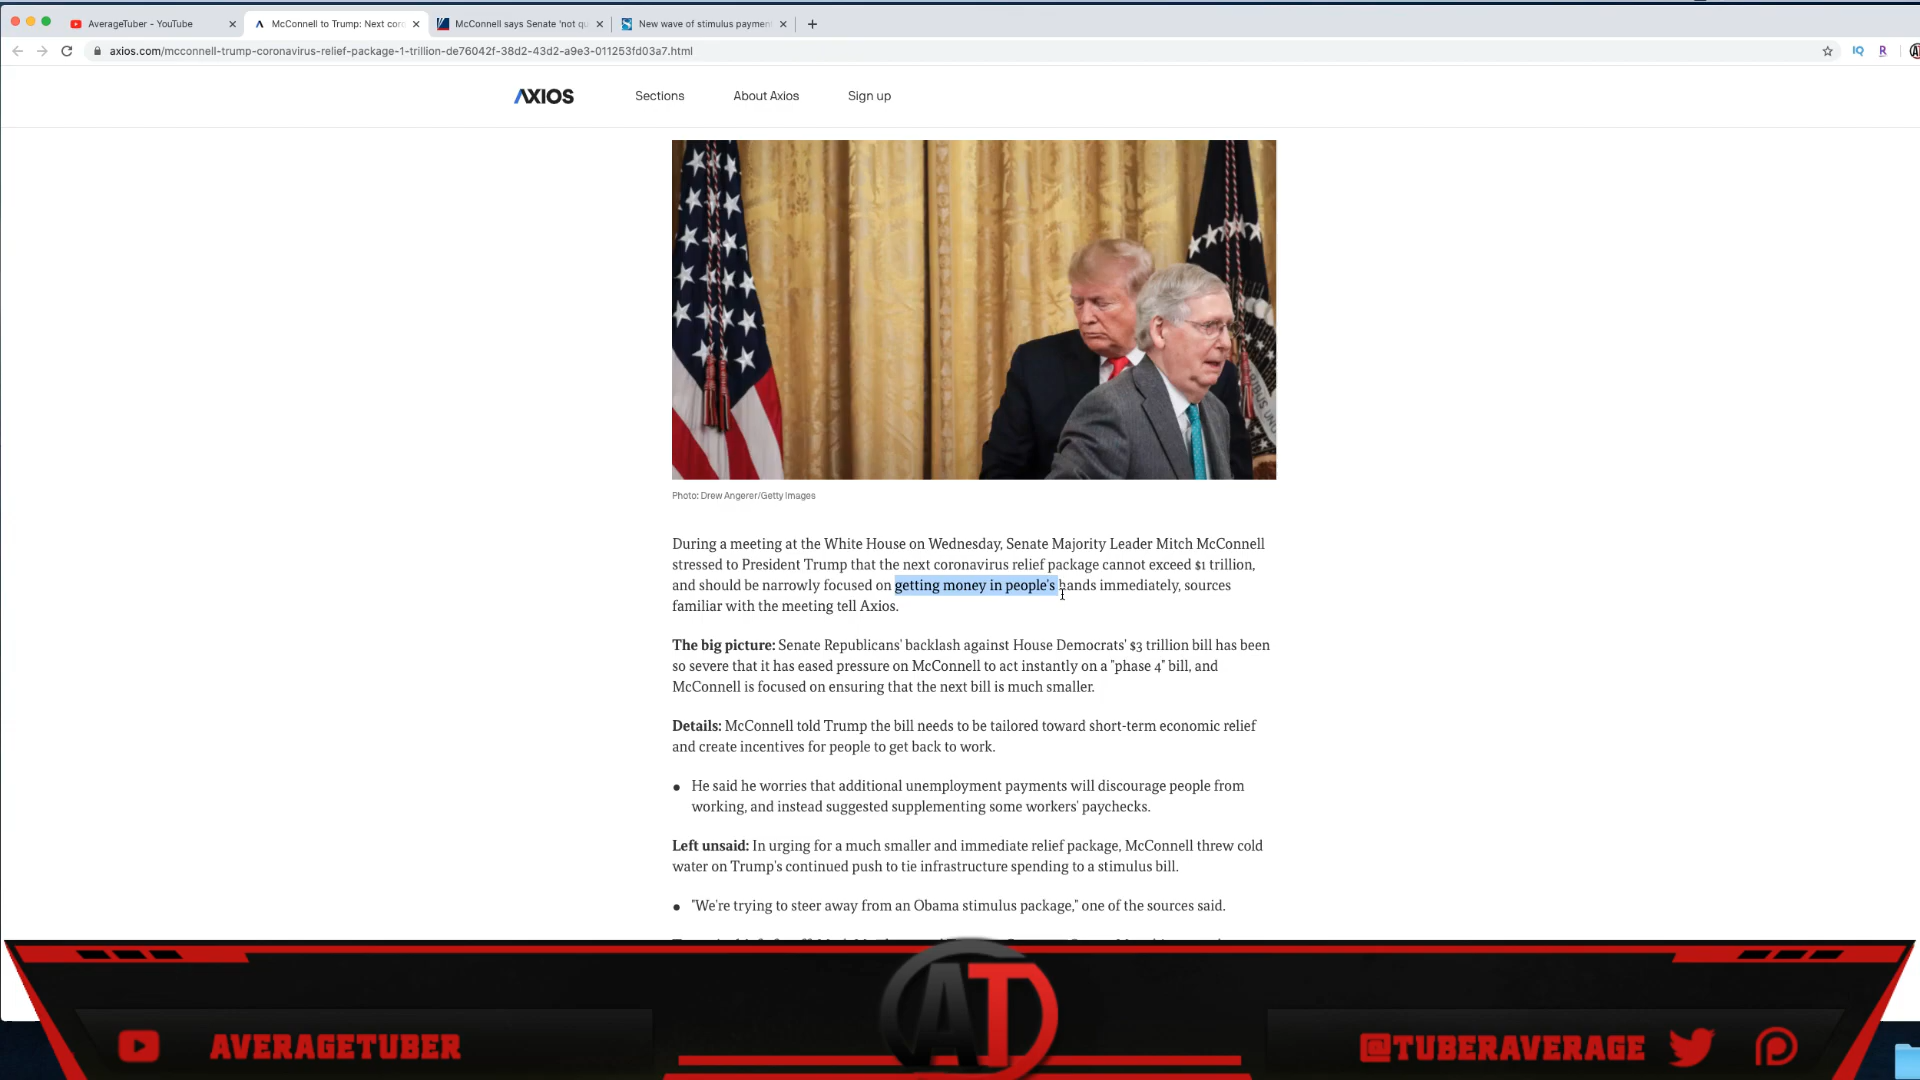 AverageTuber - YouTube
McConnell to Trump: Next coro
McConnell says Senate 'not qu
New wave of stimulus paymen
axios.com/mcconnell-trump-coronavirus-relief-package-1-trillion-de76042f-38d2-43d2-a9e3-011253fd03a7.html
IQ
R
AXIOS
Sections
About Axios
Sign up
Photo: Drew Angerer/Getty Images
During a meeting at the White House on Wednesday, Senate Majority Leader Mitch McConnell
stressed to President Trump that the next coronavirus relief package cannot exceed $1 trillion,
and should be narrowly focused on getting money in people's hands immediately, sources
familiar with the meeting tell Axios.
The big picture: Senate Republicans' backlash against House Democrats' $3 trillion bill has been
so severe that it has eased pressure on McConnell to act instantly on a "phase 4" bill, and
McConnell is focused on ensuring that the next bill is much smaller.
Details: McConnell told Trump the bill needs to be tailored toward short-term economic relief
and create incentives for people to get back to work.
● He said he worries that additional unemployment payments will discourage people from
working, and instead suggested supplementing some workers' paychecks.
Left unsaid: In urging for a much smaller and immediate relief package, McConnell threw cold
water on Trump's continued push to tie infrastructure spending to a stimulus bill.
● "We're trying to steer away from an Obama stimulus package," one of the sources said.
AT
AVERAGETUBER
@TUBERAVERAGE